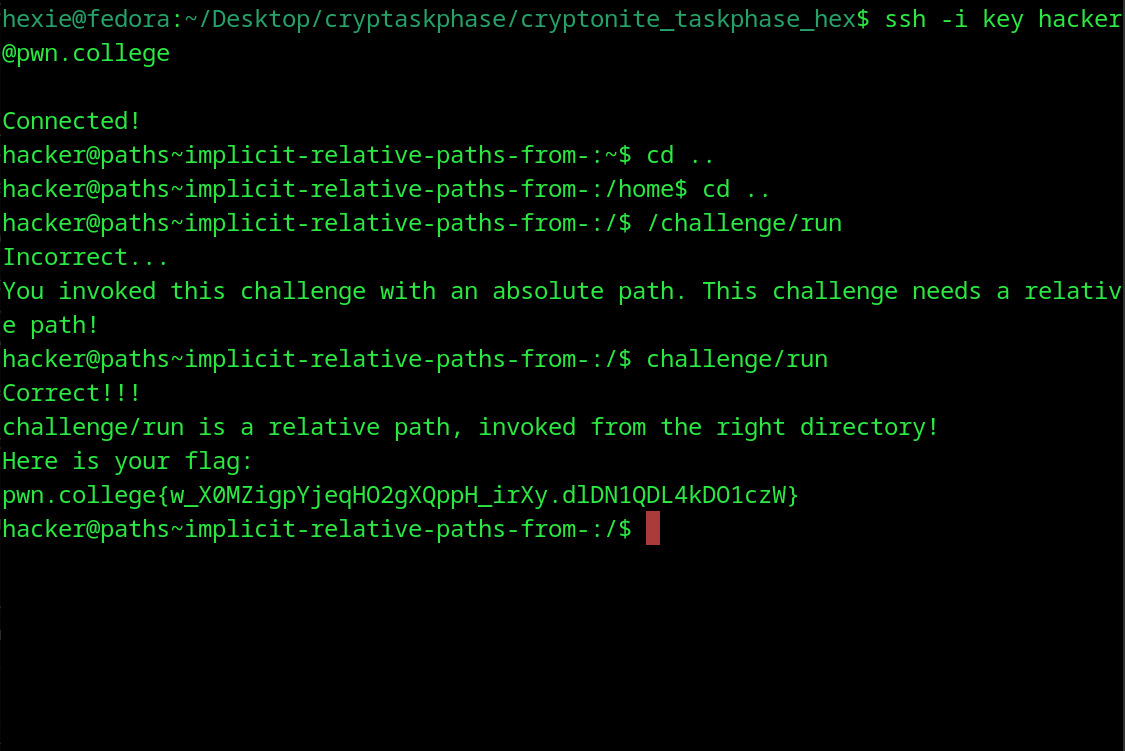 hexie@fedora:~/Desktop/cryptaskphase/cryptonite_taskphase_hex$ ssh -i key hacker
@pwn.college
Connected!
hacker@paths~implicit-relative-paths-from-:~$ cd ..
hacker@paths~implicit-relative-paths-from-:/home$ cd ..
hacker@paths~implicit-relative-paths-from-:/$ /challenge/run
Incorrect...
You invoked this challenge with an absolute path. This challenge needs a relativ
e path!
hacker@paths~implicit-relative-paths-from-:/$ challenge/run
Correct!!!
challenge/run is a relative path, invoked from the right directory!
Here is your flag:
pwn.college{w_X0MZigpYjeqHO2gXQppH_irXy.dlDN1QDL4kDO1czW}
hacker@paths~implicit-relative-paths-from-:/$